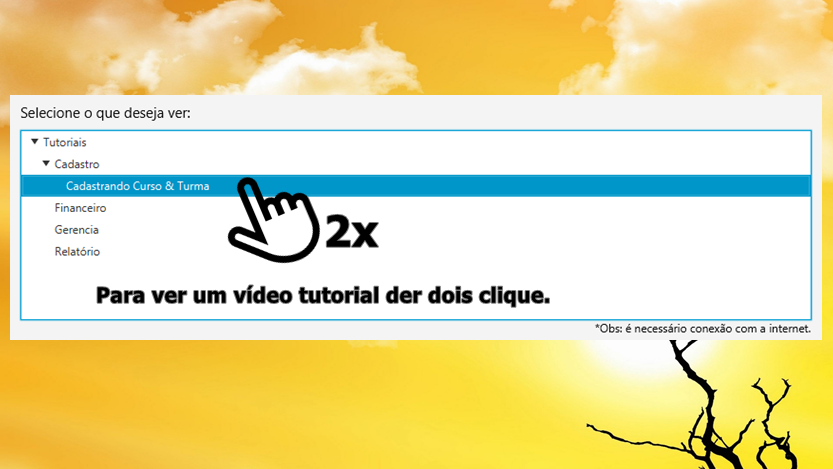 Selecione o que deseja ver:
Tutoriais
Cadastro
Cadastrando Curso & Turma
Financeiro
Gerencia
Relatório
2x
Para ver um vídeo tutorial der dois clique.
*Obs: é necessário conexão com a internet.